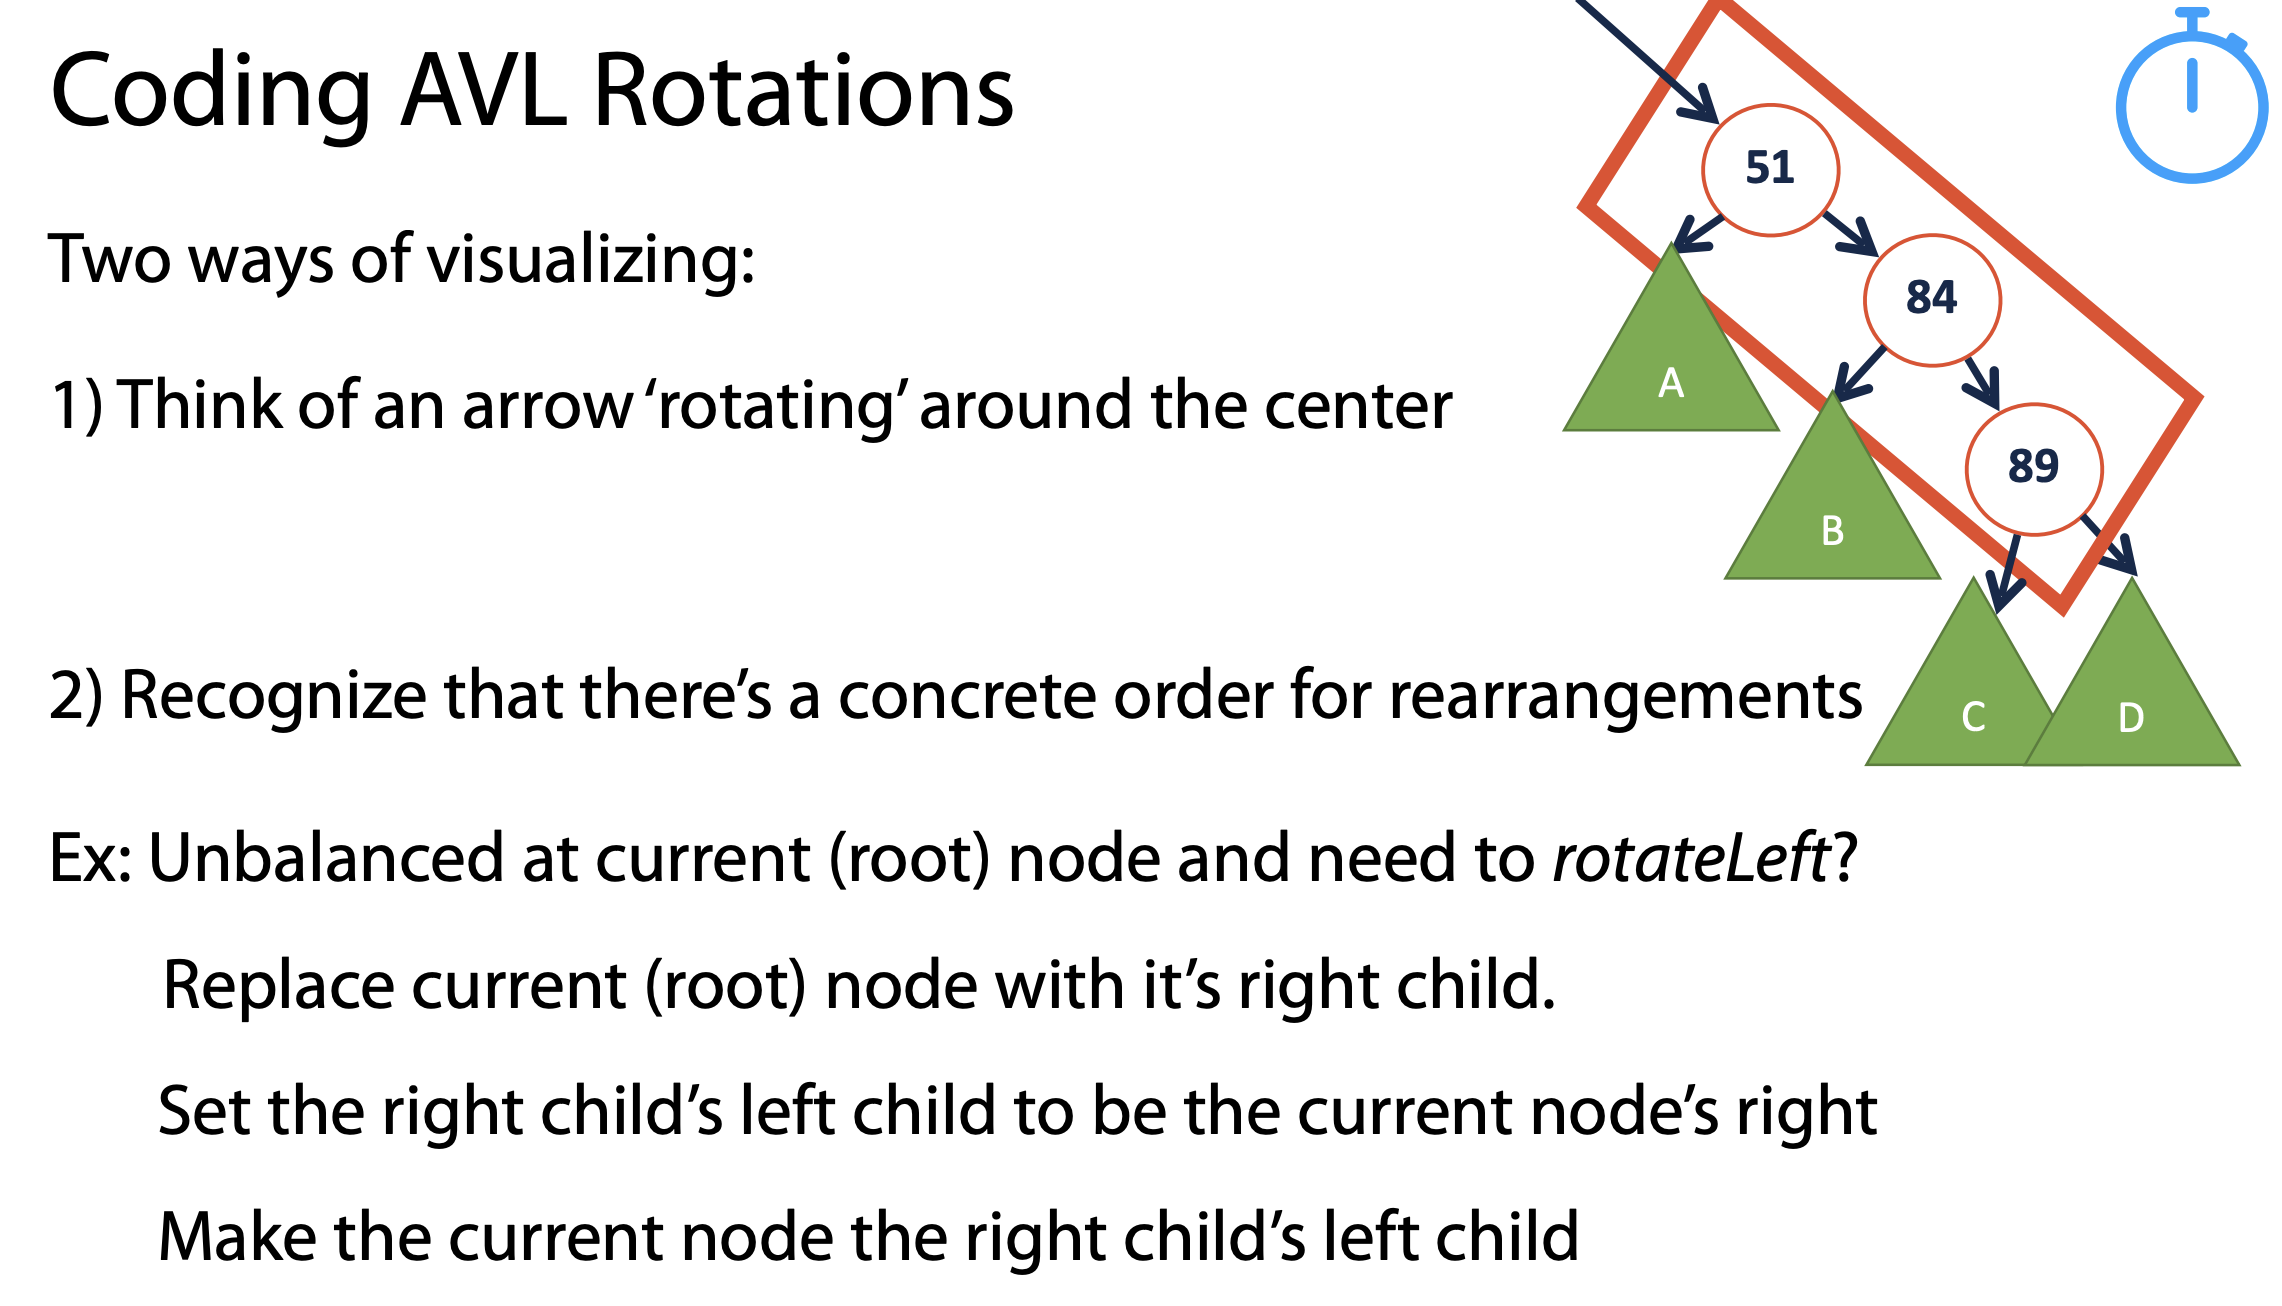 Coding AVL Rotations
Two ways of visualizing:
1) Think of an arrow ‘rotating’ around the center
2) Recognize that there’s a concrete order for rearrangements
Ex: Unbalanced at current (root) node and need to rotateLeft?
Replace current (root) node with it’s right child.
Set the right child’s left child to be the current node’s right
Make the current node the right child’s left child
51
84
A
89
B
C
D